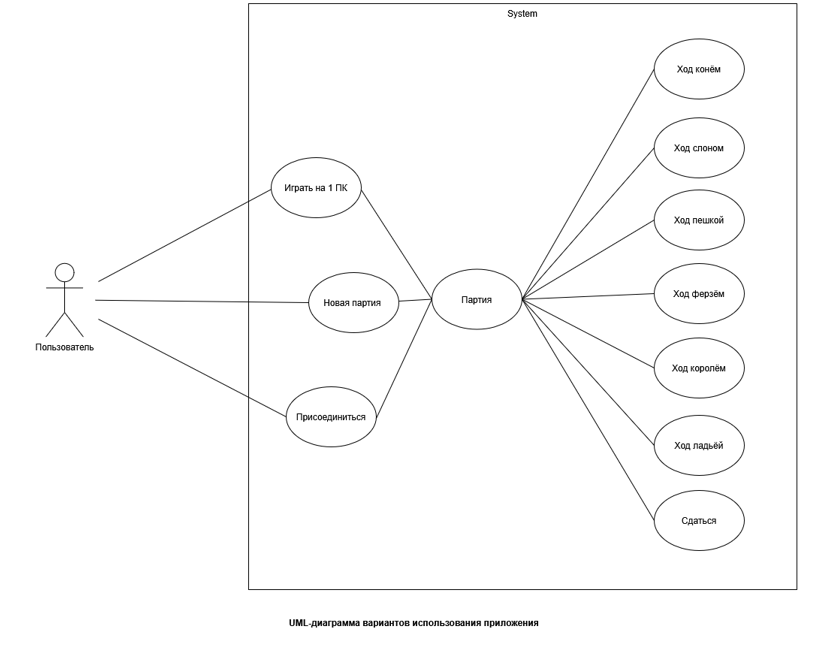 System
Ход конём
Ход слоном
Играть на 1 ПК
Ход пешкой
Новая партия
Партия
Ход ферзём
Пользователь
Ход королём
Присоединиться
Ход ладьёй
Сдаться
UML-диаграмма вариантов использования приложения